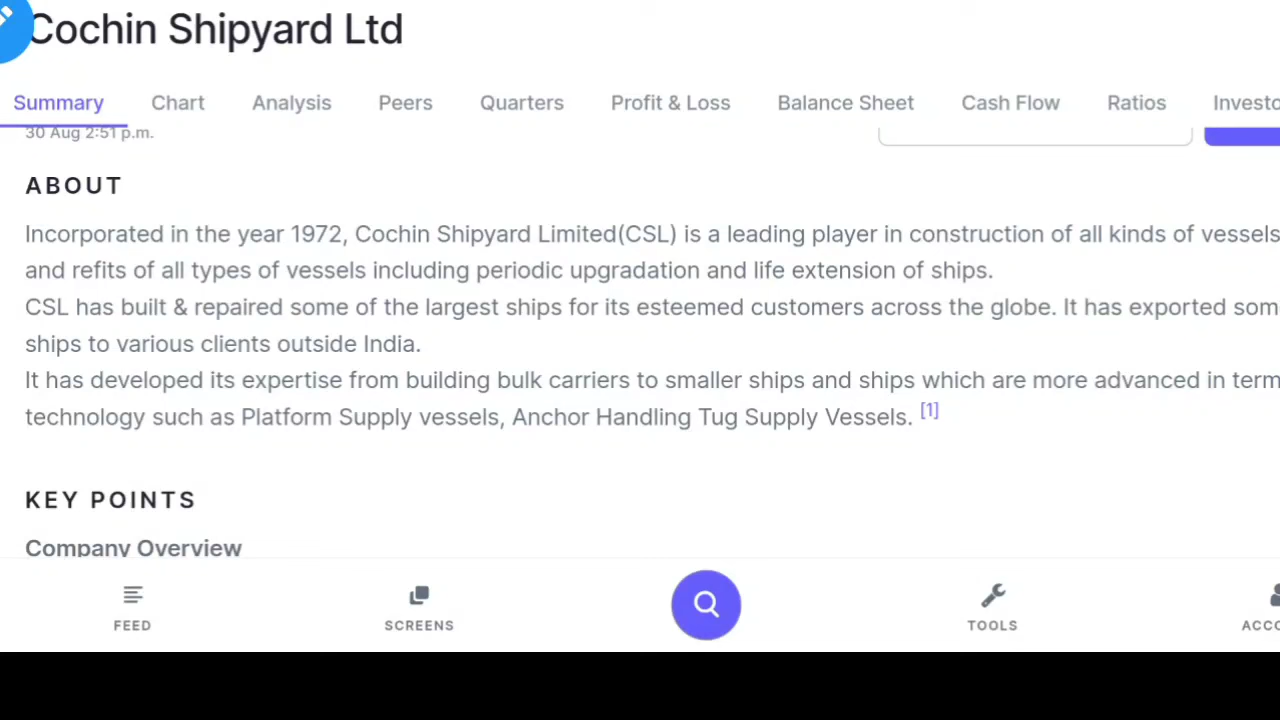 Cochin Shipyard Ltd
Summary Chart Analysis Peers Quarters Profit & Loss Balance Sheet Cash Flow Ratios Investo
30 Aug 2:51 p.m.
ABOUT
Incorporated in the year 1972, Cochin Shipyard Limited(CSL) is a leading player in construction of all kinds of vessels
and refits of all types of vessels including periodic upgradation and life extension of ships.
CSL has built & repaired some of the largest ships for its esteemed customers across the globe. It has exported som
ships to various clients outside India.
It has developed its expertise from building bulk carriers to smaller ships and ships which are more advanced in term
technology such as Platform Supply vessels, Anchor Handling Tug Supply Vessels. [1]
KEY POINTS
Company Overview
FEED SCREENS TOOLS ACCO